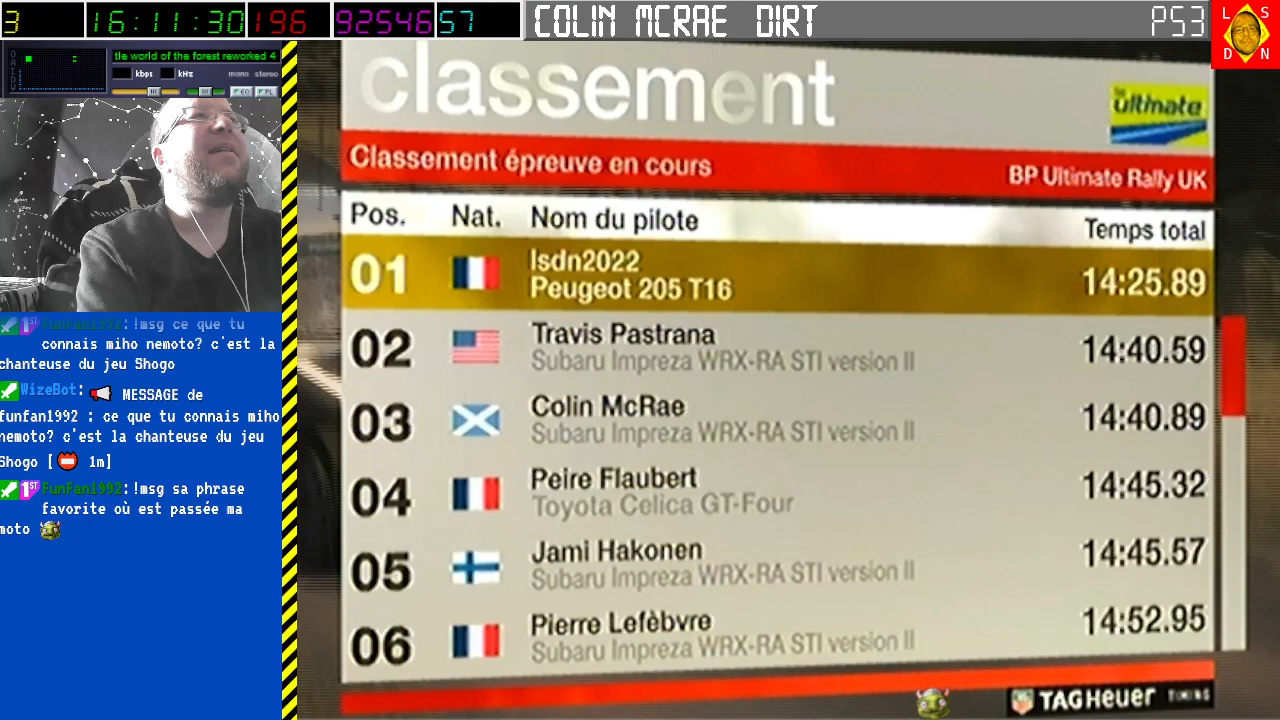 3 16:11:30 196 92546 57 COLIN MCRAE DIRT PS3
L S
D N
tle world of the forest reworked 4
kbps kHz mono stereo
EQ PL
FunFan1992: !msg ce que tu
connais miho nemoto? c'est la
chanteuse du jeu Shogo
WizeBot: MESSAGE de
funfan1992 : ce que tu connais miho
nemoto? c'est la chanteuse du jeu
Shogo [ 1m]
1ST FunFan1992: !msg sa phrase
favorite où est passée ma
moto
classement
ultimate
Classement épreuve en cours
BP Ultimate Rally UK
Pos. Nat. Nom du pilote Temps total
01 lsdn2022 14:25.89
Peugeot 205 T16
02 Travis Pastrana 14:40.59
Subaru Impreza WRX-RA STI version II
03 Colin McRae 14:40.89
Subaru Impreza WRX-RA STI version II
04 Peire Flaubert 14:45.32
Toyota Celica GT-Four
05 Jami Hakonen 14:45.57
Subaru Impreza WRX-RA STI version II
06 Pierre Lefèbvre 14:52.95
Subaru Impreza WRX-RA STI version II
TAGHeuer TIMING